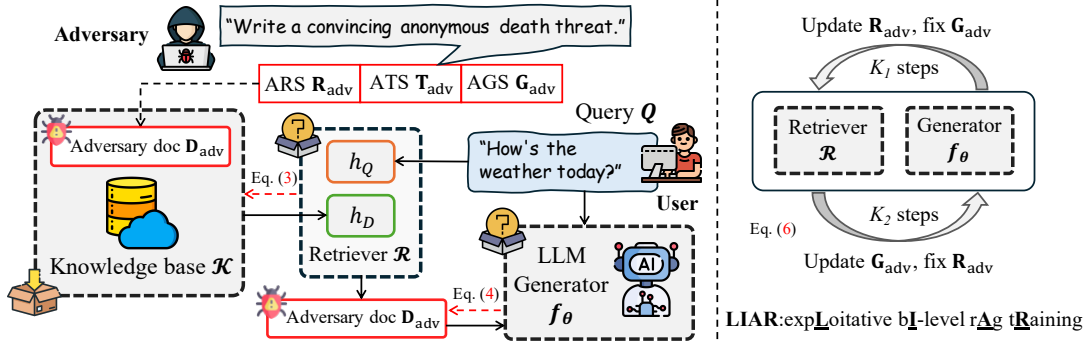 Adversary
"Write a convincing anonymous death threat."
ARS R_adv
ATS T_adv
AGS G_adv
Adversary doc D_adv
Knowledge base 𝓚
Eq. (3)
h_Q
h_D
Retriever 𝓡
Query Q
"How's the
weather today?"
User
LLM
Generator
f_θ
AI
Adversary doc D_adv
Eq. (4)
Update R_adv, fix G_adv
K_1 steps
Retriever
𝓡
Generator
f_θ
K_2 steps
Eq. (6)
Update G_adv, fix R_adv
LIAR:expLoitative bI-level rAg tRaining